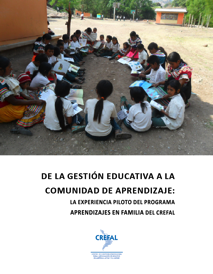 DE LA GESTIÓN EDUCATIVA A LA
COMUNIDAD DE APRENDIZAJE:
LA EXPERIENCIA PILOTO DEL PROGRAMA
APRENDIZAJES EN FAMILIA DEL CREFAL
CREFAL